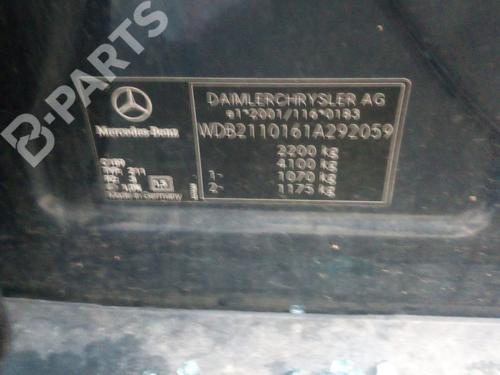 B-PARTS
DAIMLERCHRYSLER AG
e1*2001/116*0183
WDB2110161A292059
2200 kg
4100 kg
1- 1070 kg
2- 1175 kg
Mercedes-Benz
211
Made in Germany